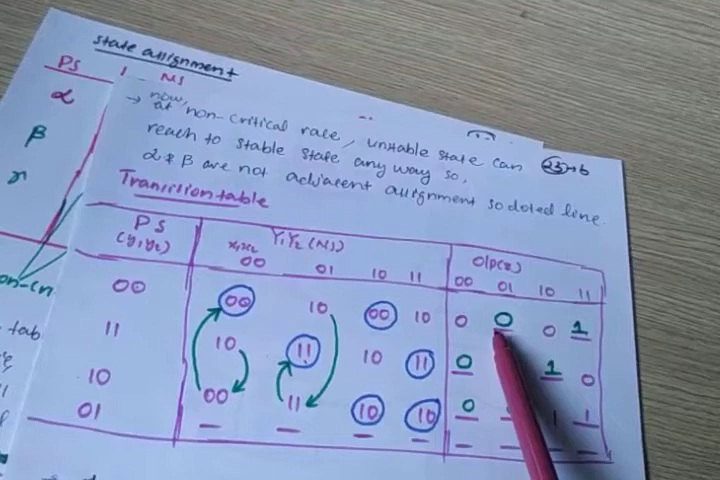 state assignment
PS
NS
α
β
→ now, at non-critical race, unstable state can
reach to stable state any way so,
α & β are not adjacent assignment so doted line
23→b
Transition table
PS (y₁y₂) Y₁Y₂ (NS) O/P(z)
x₁x₂ 00 01 10 11 00 01 10 11
00 00 10 00 10 0 0 0 1
11 10 11 10 11 0 1 0
10 00 11 10 10 0 1 1
01 — — — — — — — —
tab